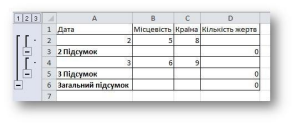 1 2 3 A B C D
1 Дата Місцевість Країна Кількість жертв
2 2 5 8
3 2 Підсумок 0
4 3 6 9
5 3 Підсумок 0
6 Загальний підсумок 0